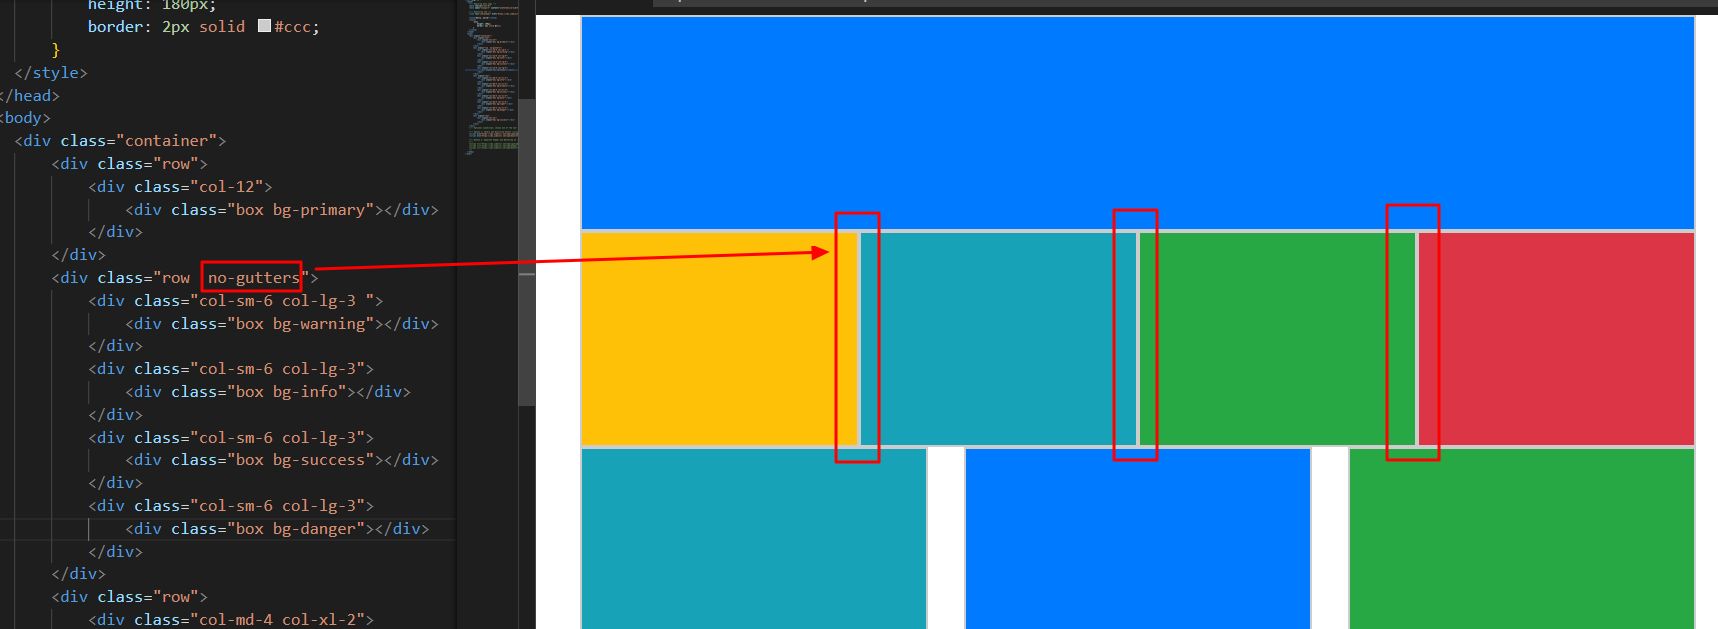 height: 180px;
border: 2px solid #ccc;
}
</style>
</head>
<body>
<div class="container">
<div class="row">
<div class="col-12">
<div class="box bg-primary"></div>
</div>
</div>
<div class="row  no-gutters">
<div class="col-sm-6 col-lg-3 ">
<div class="box bg-warning"></div>
</div>
<div class="col-sm-6 col-lg-3">
<div class="box bg-info"></div>
</div>
<div class="col-sm-6 col-lg-3">
<div class="box bg-success"></div>
</div>
<div class="col-sm-6 col-lg-3">
<div class="box bg-danger"></div>
</div>
</div>
<div class="row">
<div class="col-md-4 col-xl-2">